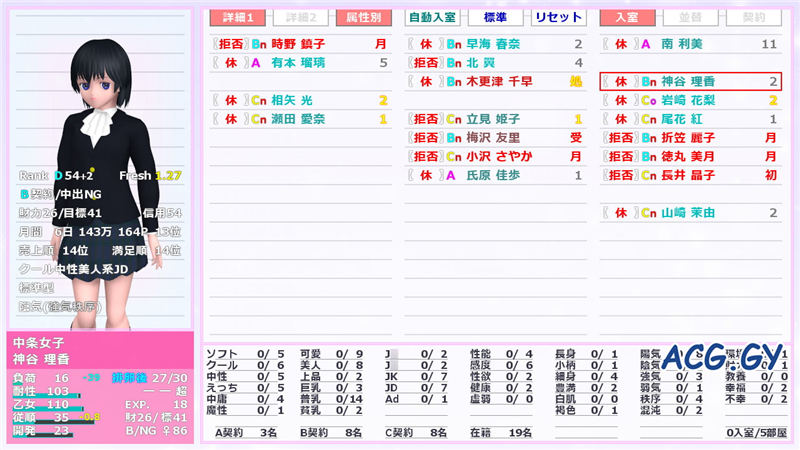 詳細1 詳細2 属性別 自動入室 標準 リセット 入室 並替 契約
〖拒否〗Bn 時野 鎮子 月
〖 休 〗A 有本 瑠璃 5
〖 休 〗Cn 相矢 光 2
〖 休 〗Cn 瀬田 愛奈 1
〖 休 〗Bn 早海 春奈 2
〖拒否〗Bn 北 翼 4
〖 休 〗Bn 木更津 千早 処
〖拒否〗Cn 立見 姫子 1
〖拒否〗Bn 梅沢 友里 受
〖拒否〗Cn 小沢 さやか 月
〖 休 〗A 氏原 佳歩 1
〖 休 〗A 南 利美 11
〖 休 〗Bn 神谷 理香 2
〖 休 〗Co 岩崎 花梨 2
〖 休 〗Cn 尾花 紅 1
〖拒否〗Bn 折笠 麗子 月
〖拒否〗Bn 徳丸 美月 月
〖拒否〗Cn 長井 晶子 初
〖 休 〗Cn 山崎 茉由 2
Rank D 54+2 Fresh 1.27
B契約/中出NG
財力26/目標41 信用54
月間 6日 143万 164P 13位
売上順 14位 満足順 14位
クール中性美人系JD
標準型
(強気秩序)
中条女子
神谷 理香
負荷 16 27/30
耐性 103 一 一 超
乙女 110 EXP. 18
従順 35 -0.8 財26/標41
開発 23 B/NG ♀86
ソフト 0/ 5 可愛 0/ 9 J 0/ 2 性能 0/ 4 長身 0/ 1 陽気
クール 0/ 6 美人 0/ 8 J 0/ 2 感度 0/ 6 小柄 0/ 1 陰気
中性 0/ 5 上品 0/ 2 JK 0/ 7 性欲 0/ 2 細身 0/ 4 強気 0/ 3 教養 0/ 0
えっち 0/ 5 巨乳 0/ 3 JD 0/ 7 健康 0/ 2 豊満 0/ 2 弱気 0/ 1 幸福 0/ 2
中庸 0/ 4 普乳 0/14 Ad 0/ 1 虚弱 0/ 0 白肌 0/ 0 秩序 0/ 4 不幸 0/ 2
魔性 0/ 1 貧乳 0/ 2 褐色 0/ 1 混沌 0/ 2
A契約 3名 B契約 8名 C契約 8名 在籍 19名 0入室/5部屋
ACG.GY